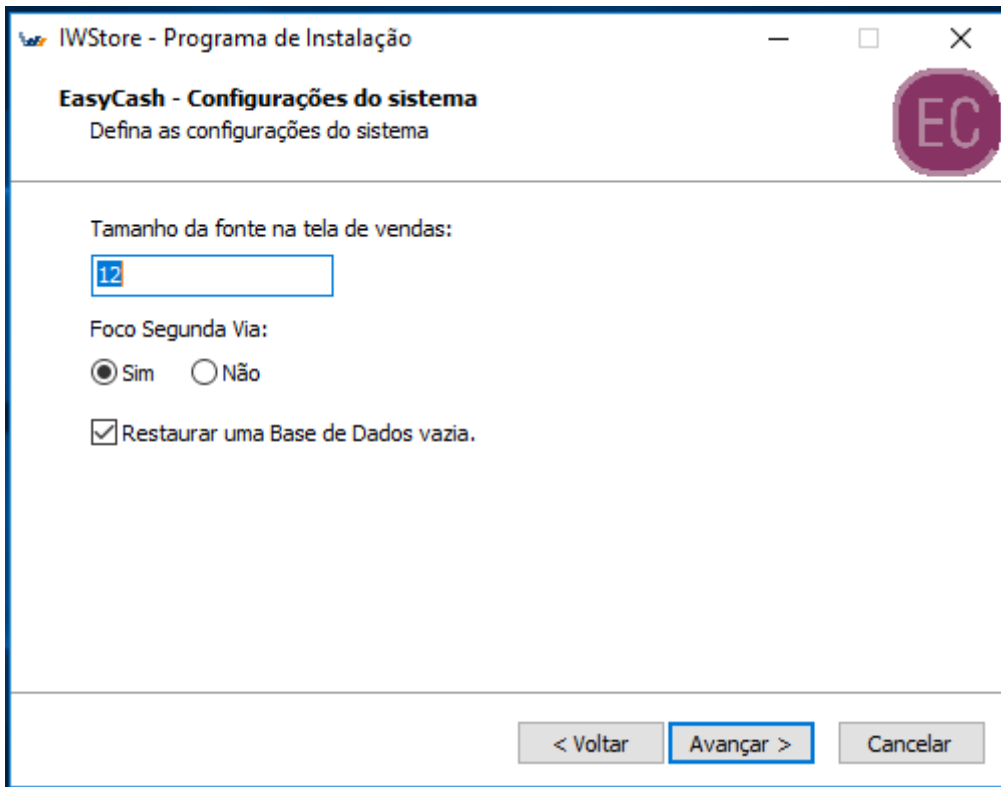 IWStore - Programa de Instalação
EasyCash - Configurações do sistema
Defina as configurações do sistema
EC
Tamanho da fonte na tela de vendas:
12
Foco Segunda Via:
Sim Não
Restaurar uma Base de Dados vazia.
< Voltar Avançar > Cancelar